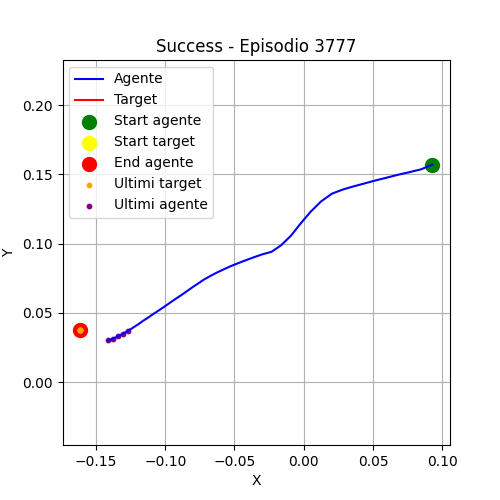 Success - Episodio 3777
Agente
Target
Start agente
Start target
End agente
Ultimi target
Ultimi agente
Y
0.20
0.15
0.10
0.05
0.00
−0.15
−0.10
−0.05
0.00
0.05
0.10
X